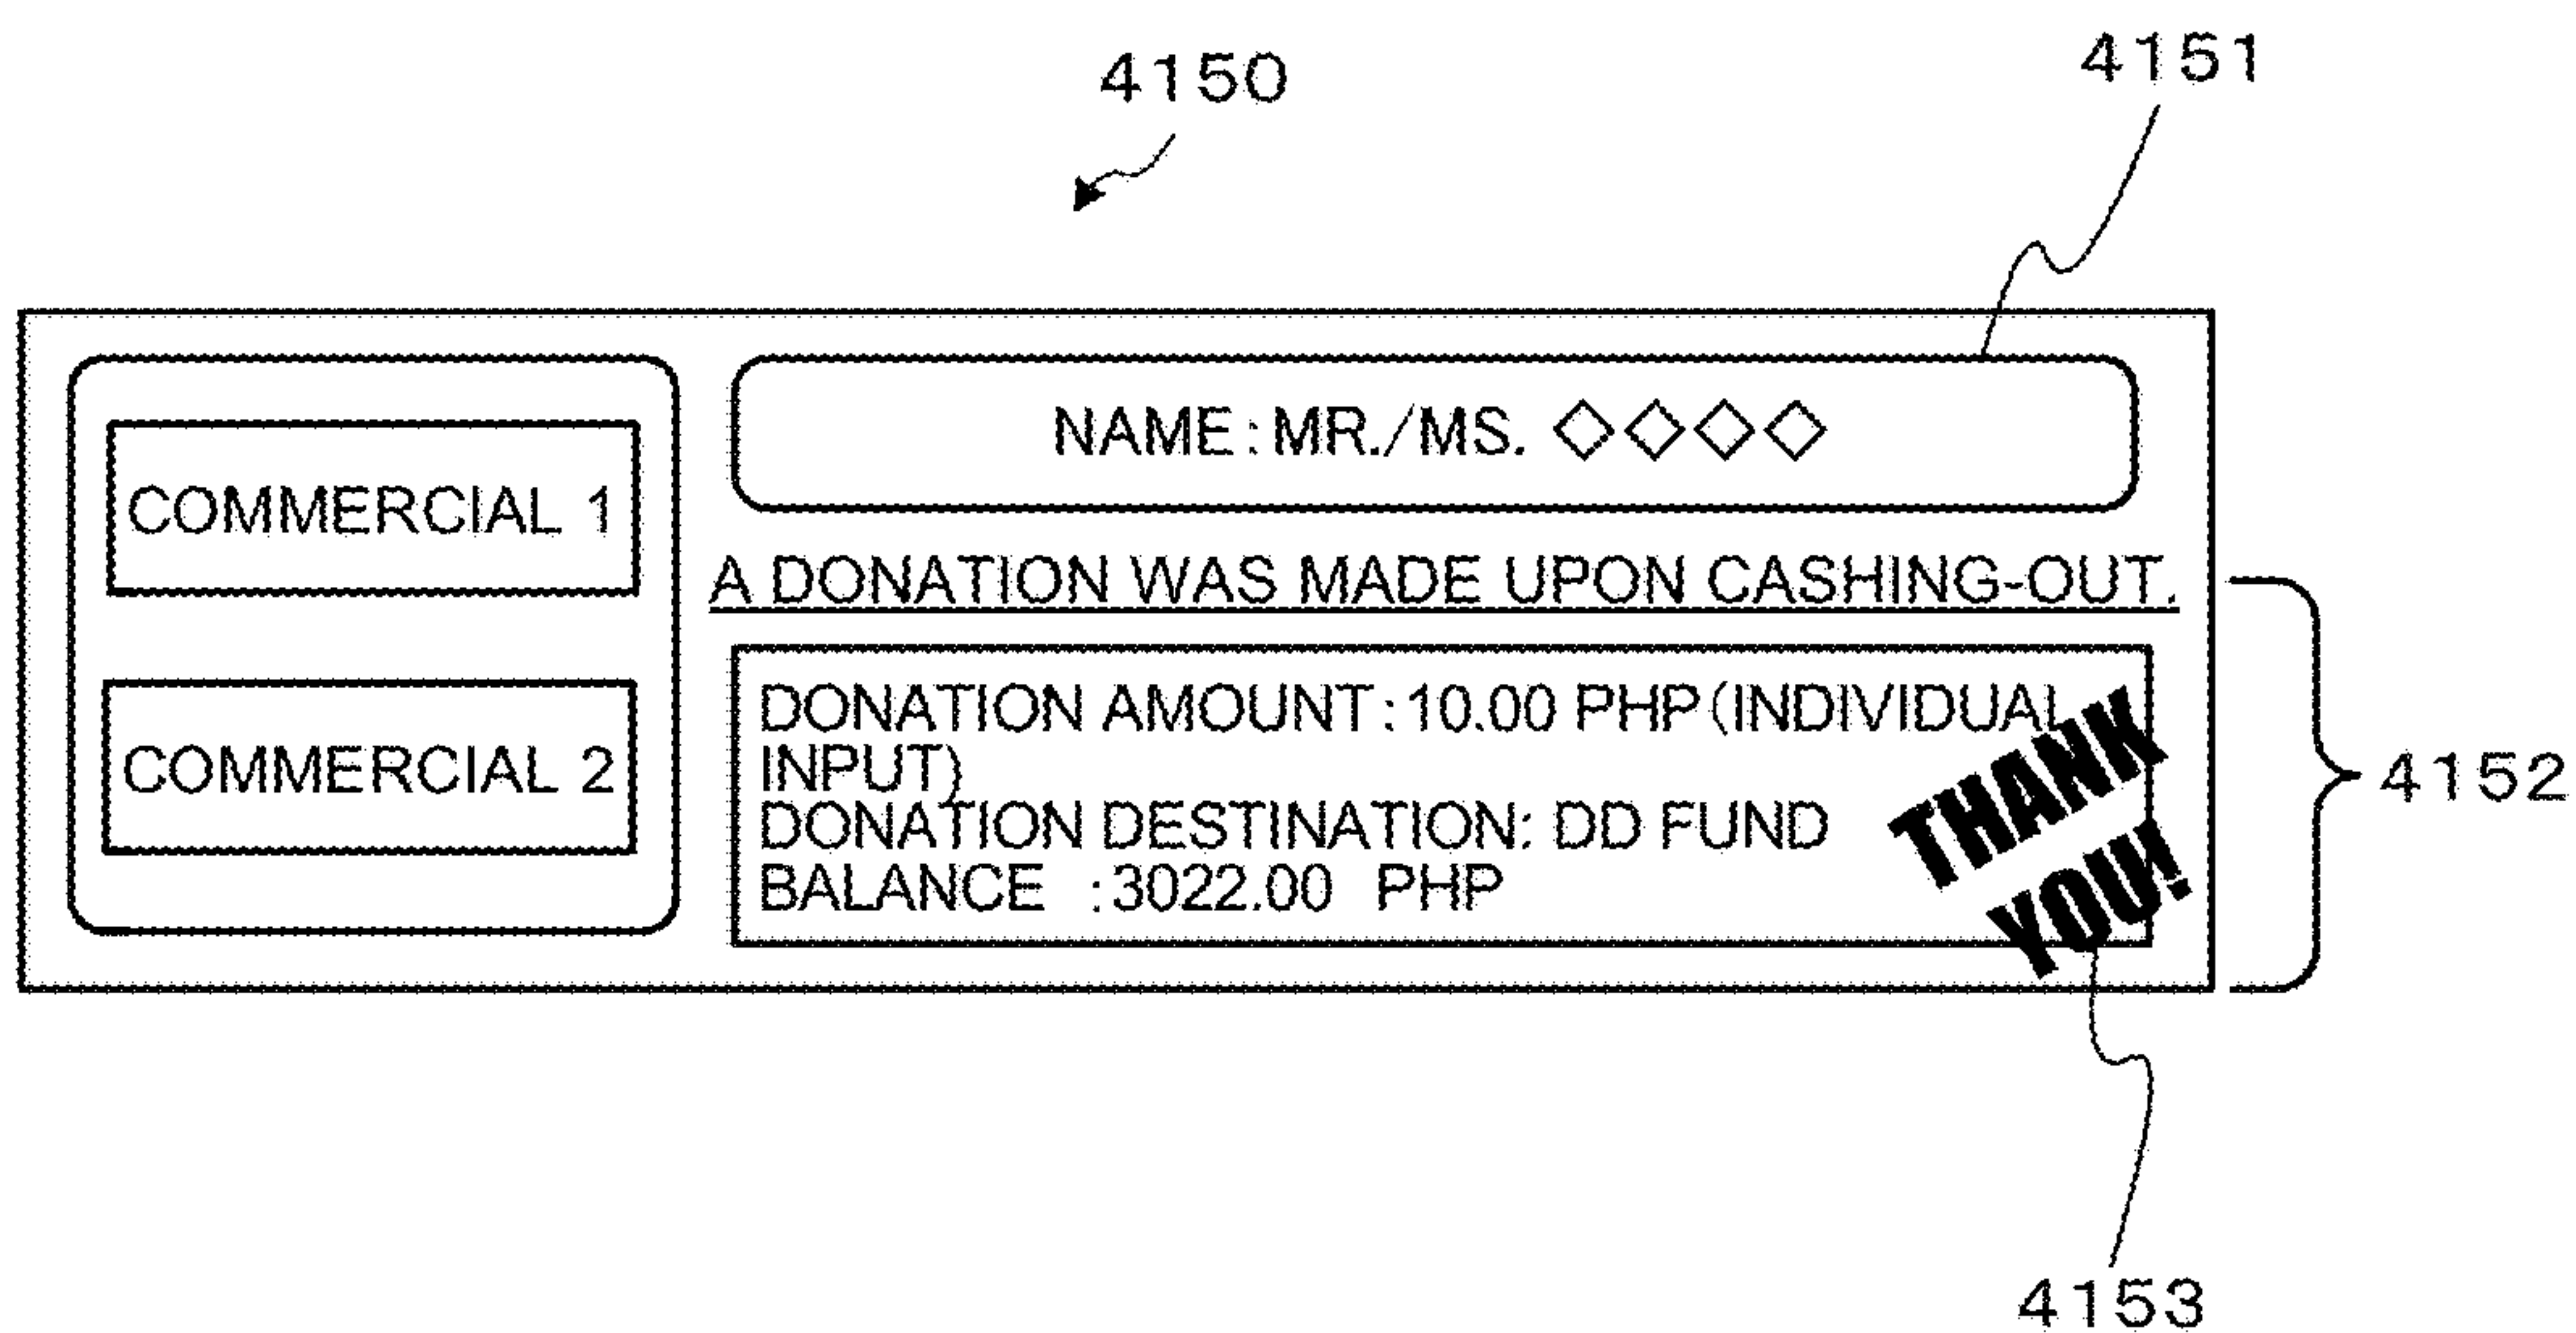 4150
4151
COMMERCIAL 1
COMMERCIAL 2
NAME:MR./MS. ◇◇◇◇
A DONATION WAS MADE UPON CASHING-OUT.
DONATION AMOUNT:10.00 PHP(INDIVIDUAL
INPUT)
DONATION DESTINATION: DD FUND
BALANCE :3022.00 PHP
THANK
YOU!
4152
4153